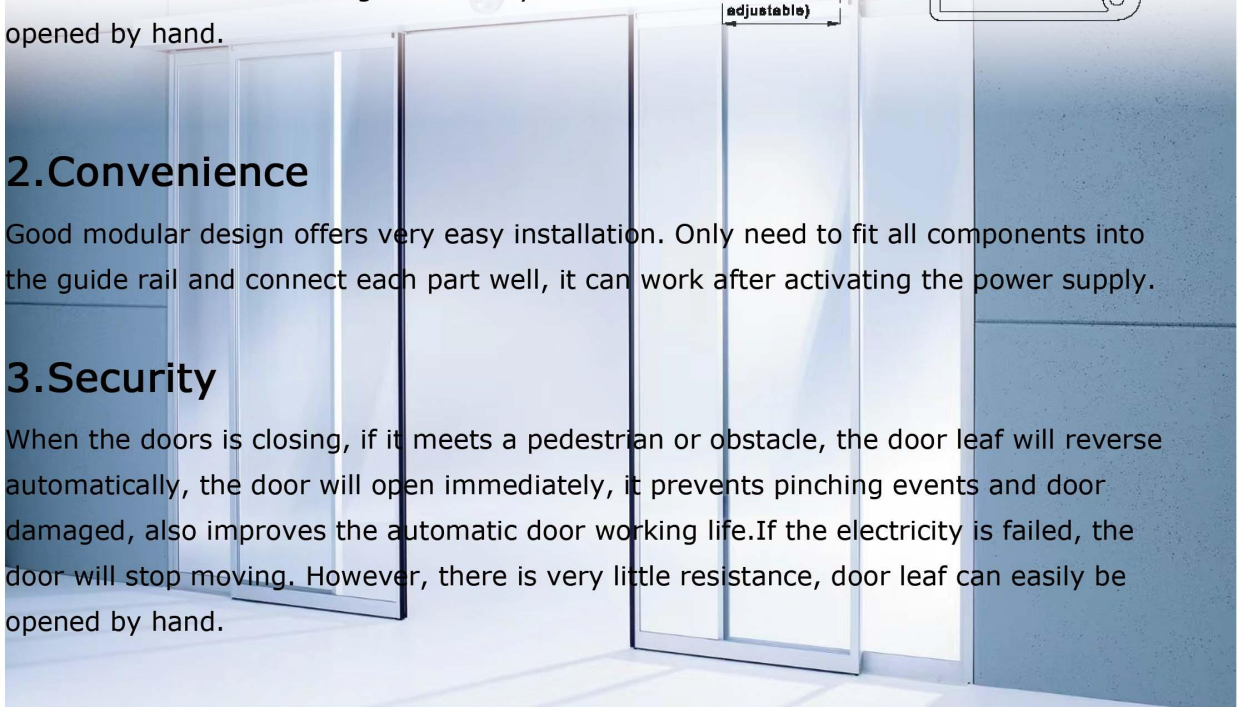 adjustable)
opened by hand.
2.Convenience
Good modular design offers very easy installation. Only need to fit all components into
the guide rail and connect each part well, it can work after activating the power supply.
3.Security
When the doors is closing, if it meets a pedestrian or obstacle, the door leaf will reverse
automatically, the door will open immediately, it prevents pinching events and door
damaged, also improves the automatic door working life.If the electricity is failed, the
door will stop moving. However, there is very little resistance, door leaf can easily be
opened by hand.